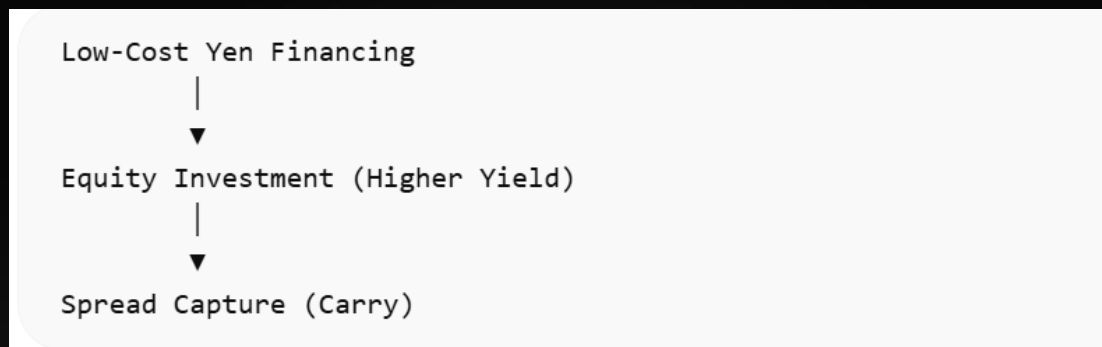 Low-Cost Yen Financing
Equity Investment (Higher Yield)
Spread Capture (Carry)